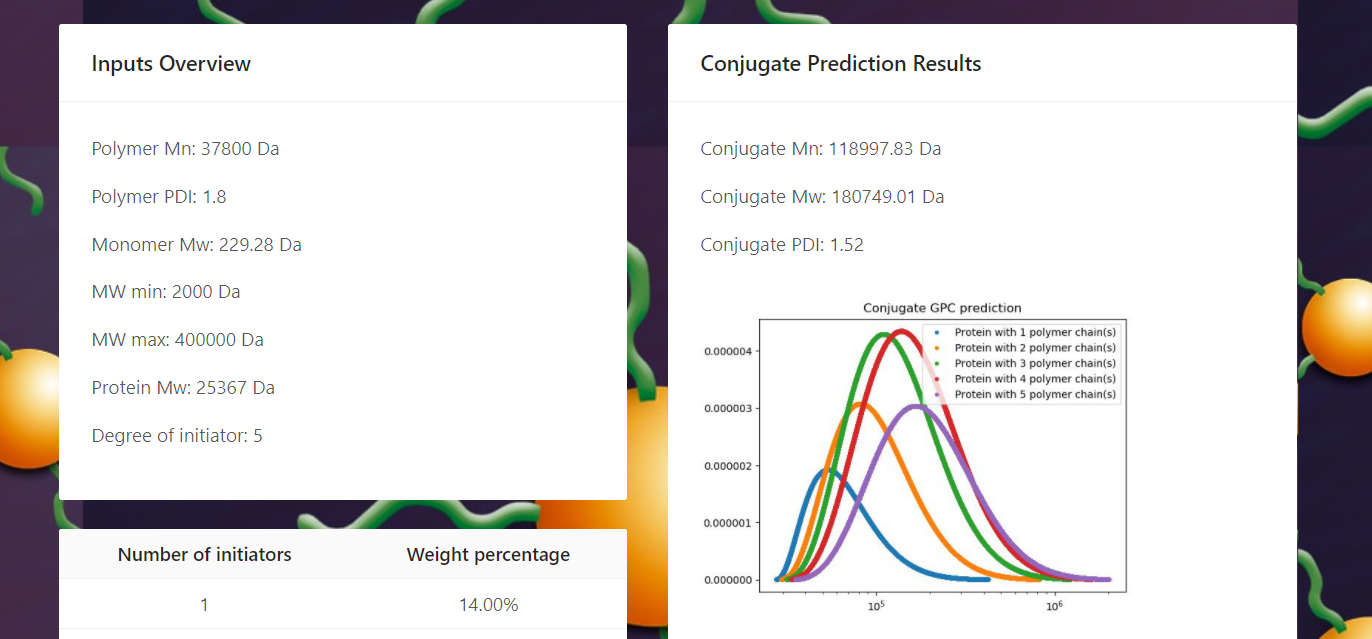 Inputs Overview
Polymer Mn: 37800 Da
Polymer PDI: 1.8
Monomer Mw: 229.28 Da
MW min: 2000 Da
MW max: 400000 Da
Protein Mw: 25367 Da
Degree of initiator: 5
Number of initiators Weight percentage
1 14.00%
Conjugate Prediction Results
Conjugate Mn: 118997.83 Da
Conjugate Mw: 180749.01 Da
Conjugate PDI: 1.52
Conjugate GPC prediction
Protein with 1 polymer chain(s)
Protein with 2 polymer chain(s)
Protein with 3 polymer chain(s)
Protein with 4 polymer chain(s)
Protein with 5 polymer chain(s)
0.000004
0.000003
0.000002
0.000001
0.000000
10⁵ 10⁶